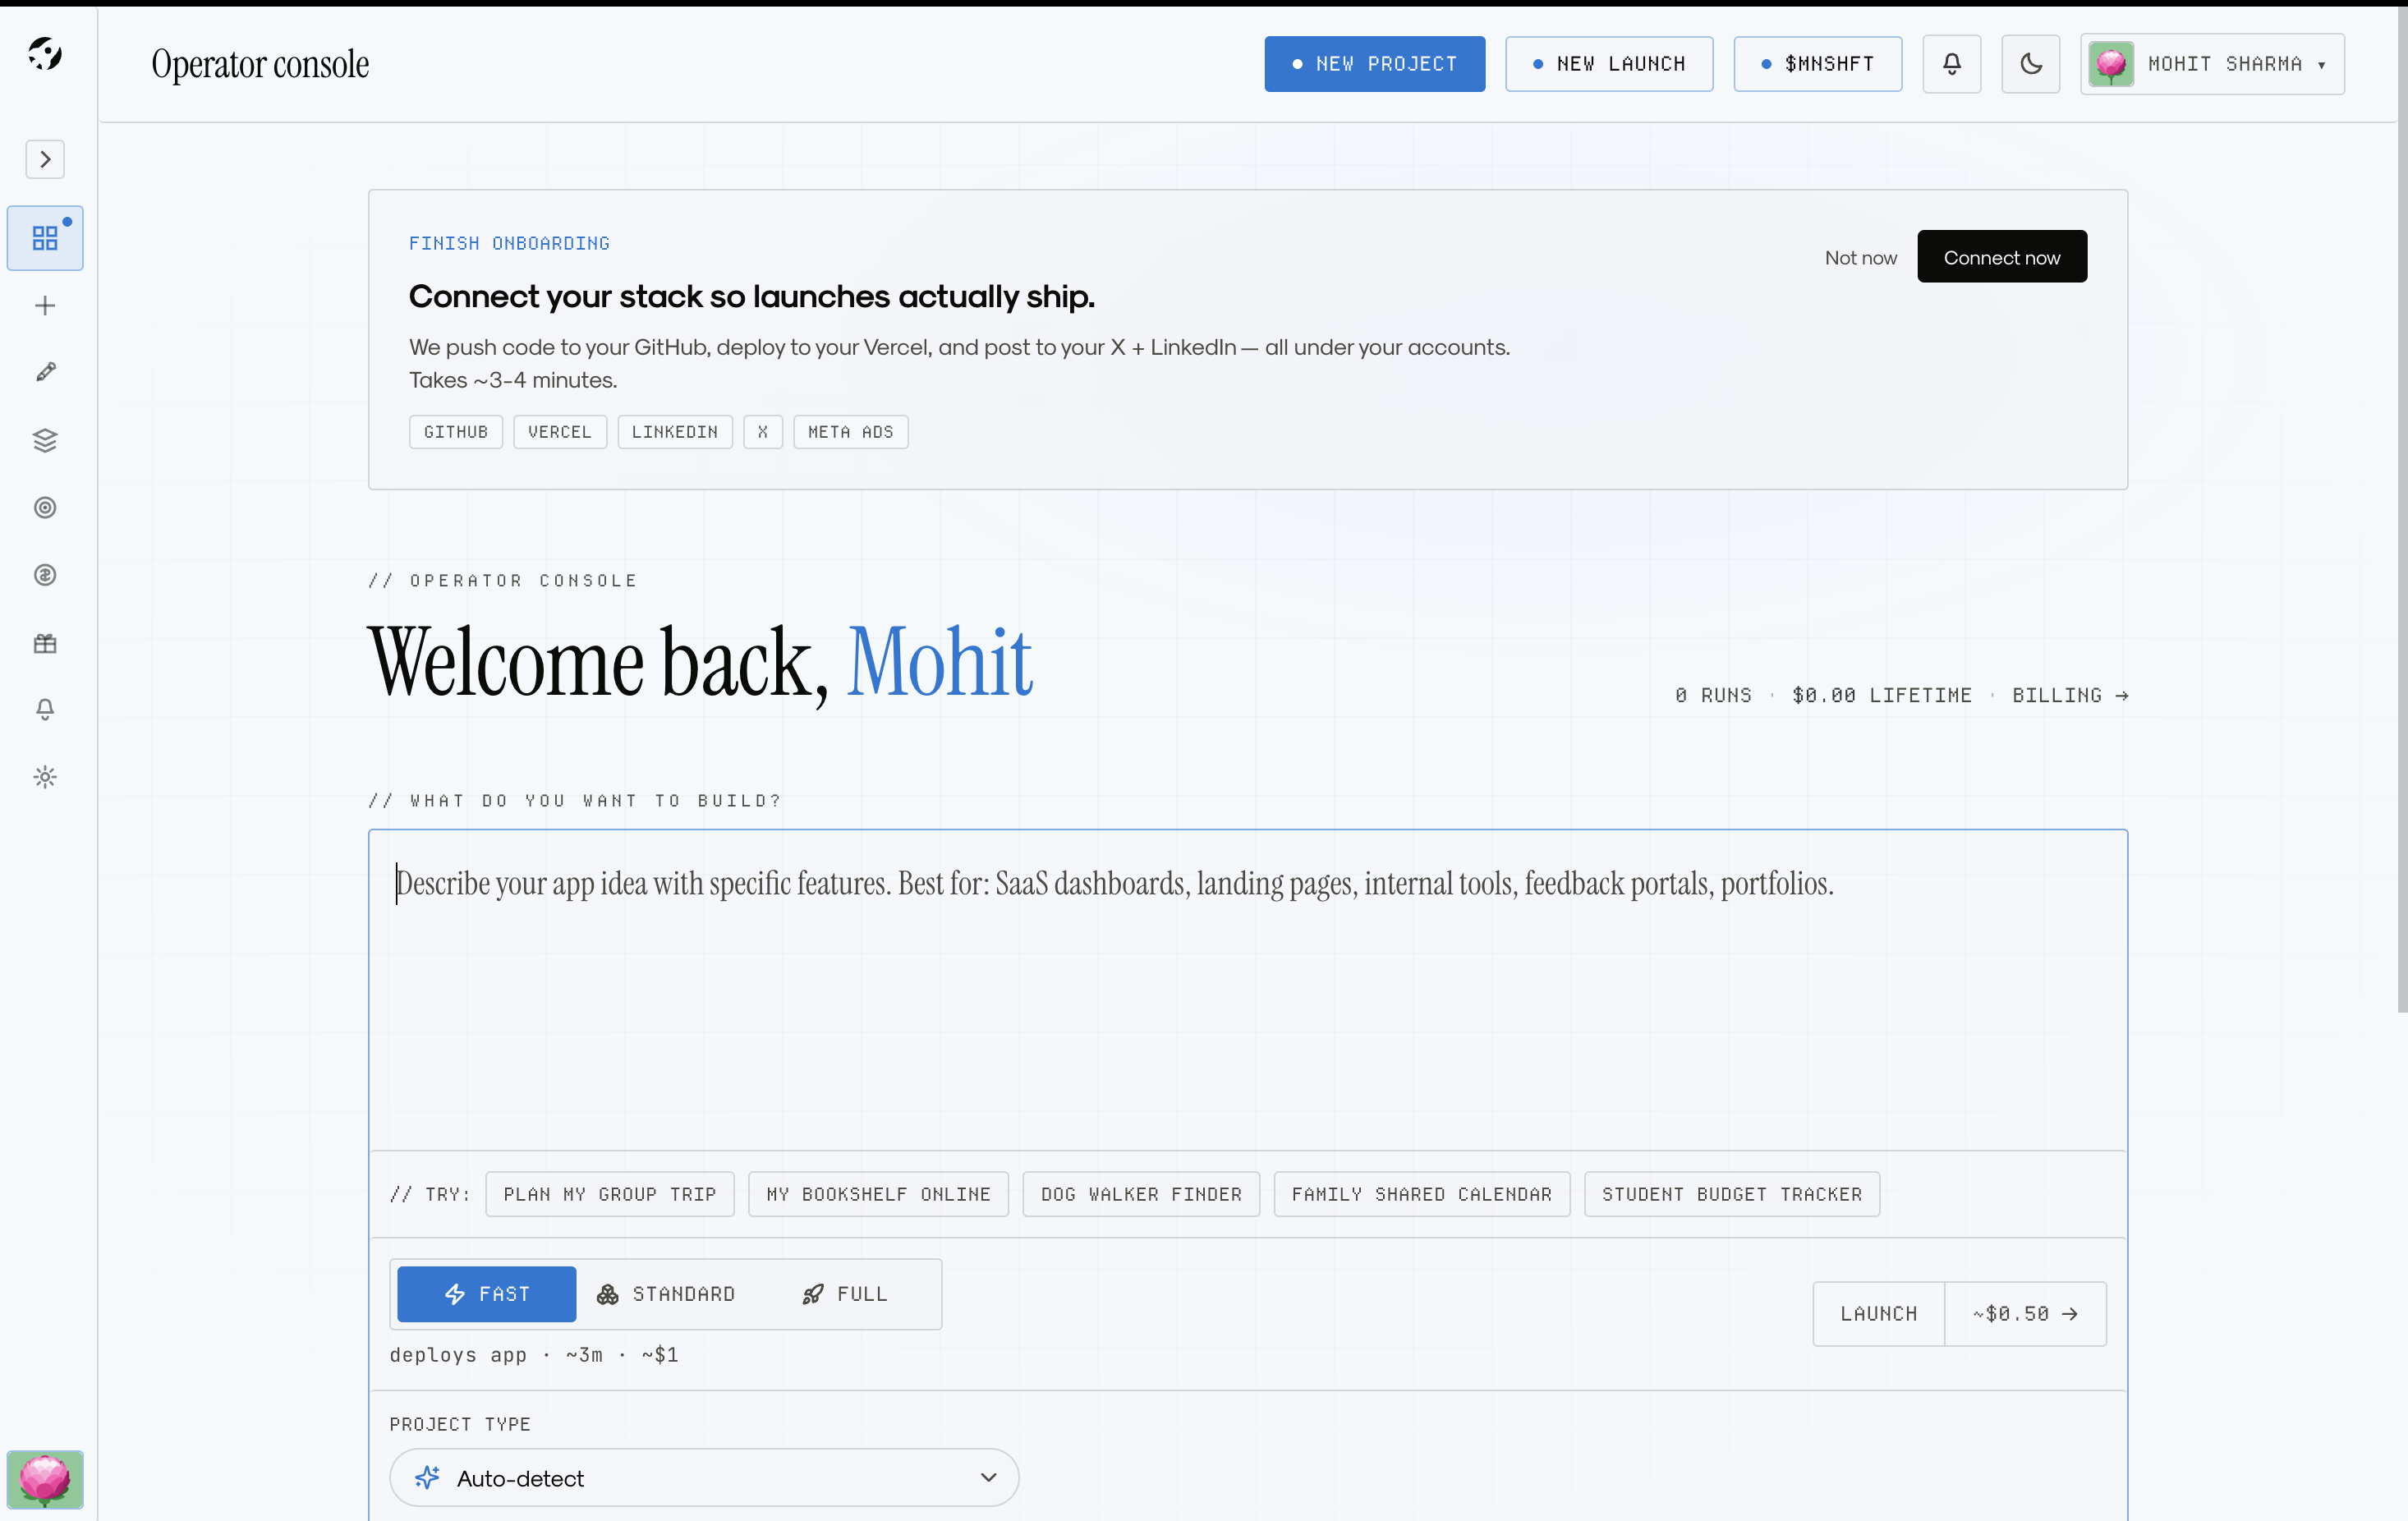 Operator console
NEW PROJECT
NEW LAUNCH
$MNSHFT
MOHIT SHARMA
FINISH ONBOARDING
Not now
Connect now
Connect your stack so launches actually ship.
We push code to your GitHub, deploy to your Vercel, and post to your X + LinkedIn — all under your accounts.
Takes ~3-4 minutes.
GITHUB
VERCEL
LINKEDIN
X
META ADS
// OPERATOR CONSOLE
Welcome back, Mohit
0 RUNS · $0.00 LIFETIME · BILLING →
// WHAT DO YOU WANT TO BUILD?
Describe your app idea with specific features. Best for: SaaS dashboards, landing pages, internal tools, feedback portals, portfolios.
// TRY:
PLAN MY GROUP TRIP
MY BOOKSHELF ONLINE
DOG WALKER FINDER
FAMILY SHARED CALENDAR
STUDENT BUDGET TRACKER
FAST
STANDARD
FULL
LAUNCH
~$0.50 →
deploys app · ~3m · ~$1
PROJECT TYPE
Auto-detect